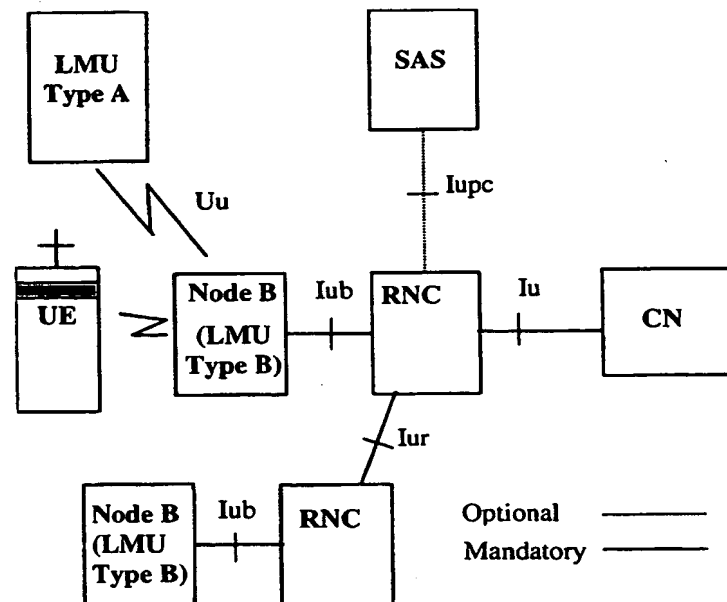 LMU
Type A
SAS
Uu
Iupc
UE
Node B
(LMU
Type B)
Iub
RNC
Iu
CN
Iur
Node B
(LMU
Type B)
Iub
RNC
Optional
Mandatory